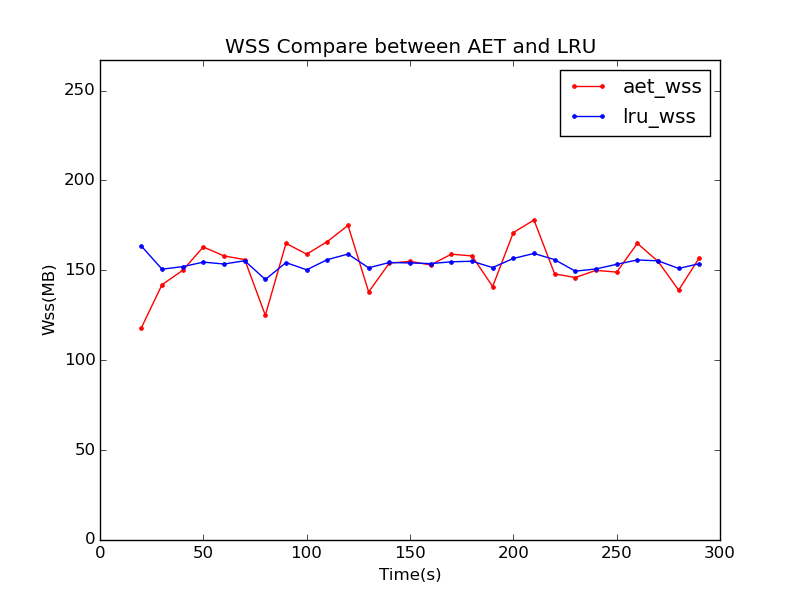 WSS Compare between AET and LRU
aet_wss
lru_wss
Wss(MB)
250
200
150
100
50
0
0 50 100 150 200 250 300
Time(s)